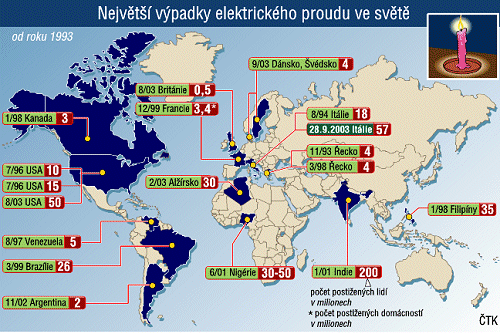 Největší výpadky elektrického proudu ve světě
od roku 1993
9/03 Dánsko, Švédsko 4
8/03 Británie 0,5
12/99 Francie 3,4*
8/94 Itálie 18
28.9.2003 Itálie 57
1/98 Kanada 3
11/93 Řecko 4
3/98 Řecko 4
7/96 USA 10
7/96 USA 15
8/03 USA 50
2/03 Alžírsko 30
1/98 Filipíny 35
8/97 Venezuela 5
3/99 Brazílie 26
6/01 Nigérie 30-50
1/01 Indie 200
11/02 Argentina 2
počet postižených lidí
v milionech
* počet postižených domácností
v milionech
ČTK